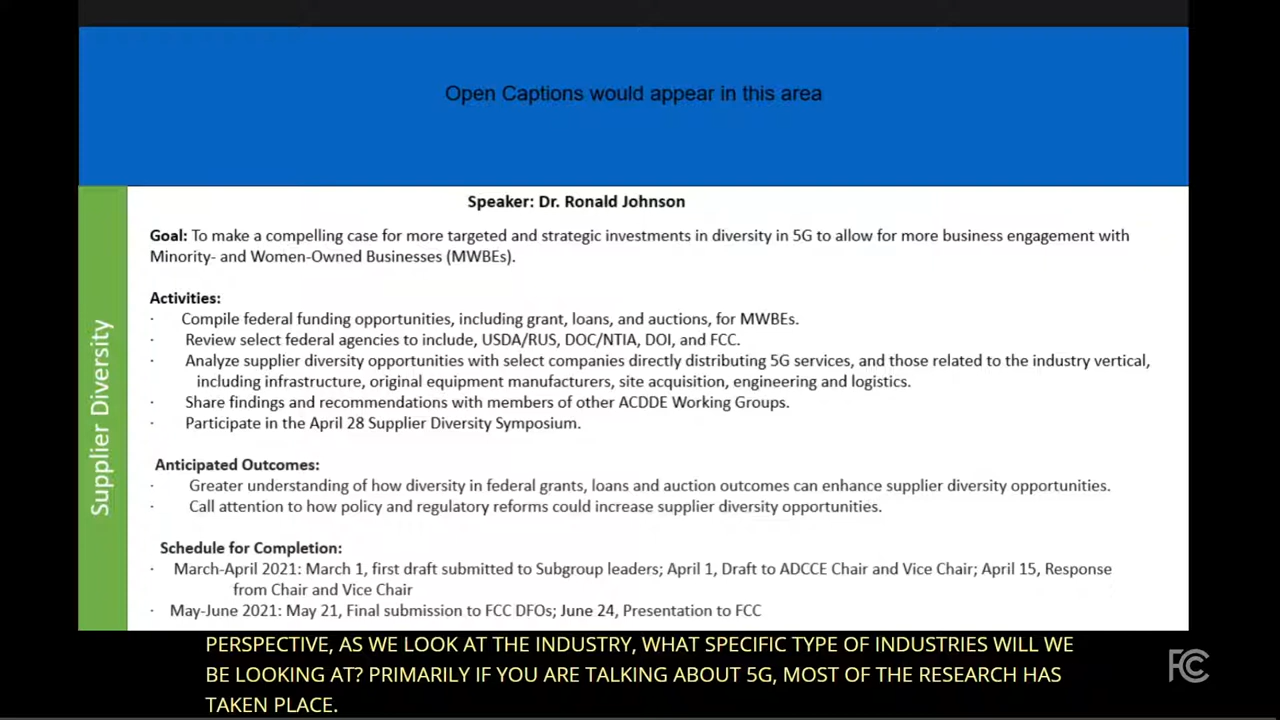 Open Captions would appear in this area
Speaker: Dr. Ronald Johnson
Goal: To make a compelling case for more targeted and strategic investments in diversity in 5G to allow for more business engagement with
Minority- and Women-Owned Businesses (MWBEs).
Activities:
· Compile federal funding opportunities, including grant, loans, and auctions, for MWBEs.
· Review select federal agencies to include, USDA/RUS, DOC/NTIA, DOI, and FCC.
· Analyze supplier diversity opportunities with select companies directly distributing 5G services, and those related to the industry vertical,
including infrastructure, original equipment manufacturers, site acquisition, engineering and logistics.
· Share findings and recommendations with members of other ACDDE Working Groups.
· Participate in the April 28 Supplier Diversity Symposium.
Anticipated Outcomes:
· Greater understanding of how diversity in federal grants, loans and auction outcomes can enhance supplier diversity opportunities.
· Call attention to how policy and regulatory reforms could increase supplier diversity opportunities.
Schedule for Completion:
· March-April 2021: March 1, first draft submitted to Subgroup leaders; April 1, Draft to ADCCE Chair and Vice Chair; April 15, Response
from Chair and Vice Chair
· May-June 2021: May 21, Final submission to FCC DFOs; June 24, Presentation to FCC
Supplier Diversity
PERSPECTIVE, AS WE LOOK AT THE INDUSTRY, WHAT SPECIFIC TYPE OF INDUSTRIES WILL WE
BE LOOKING AT? PRIMARILY IF YOU ARE TALKING ABOUT 5G, MOST OF THE RESEARCH HAS
TAKEN PLACE.
FCC